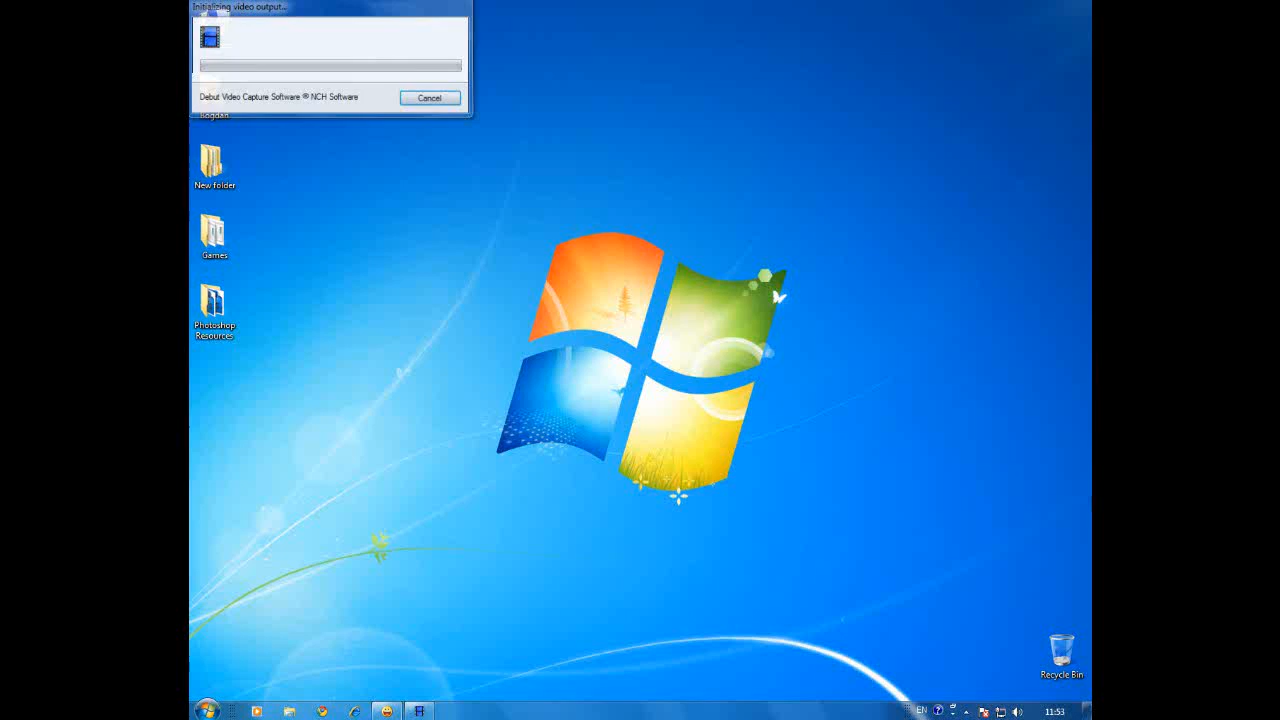 Initializing video output...
Debut Video Capture Software ® NCH Software
Cancel
Bogdan
New folder
Games
Photoshop
Resources
Recycle Bin
EN
11:53